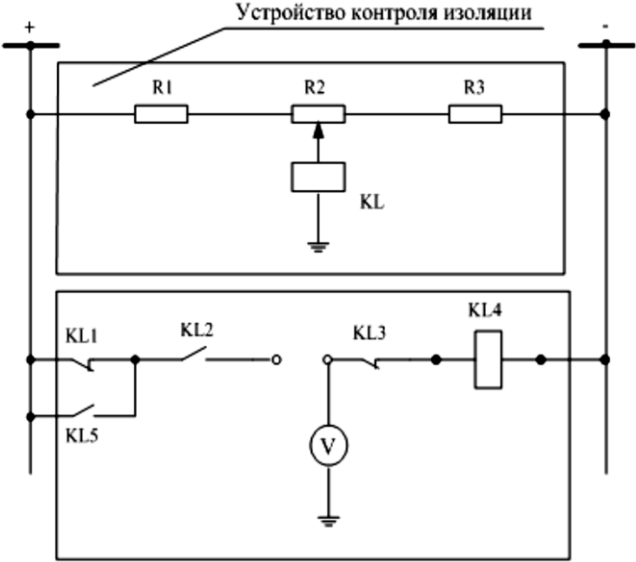 Устройство контроля изоляции
+ -
R1 R2 R3
KL
KL1 KL2 KL3 KL4
KL5
V